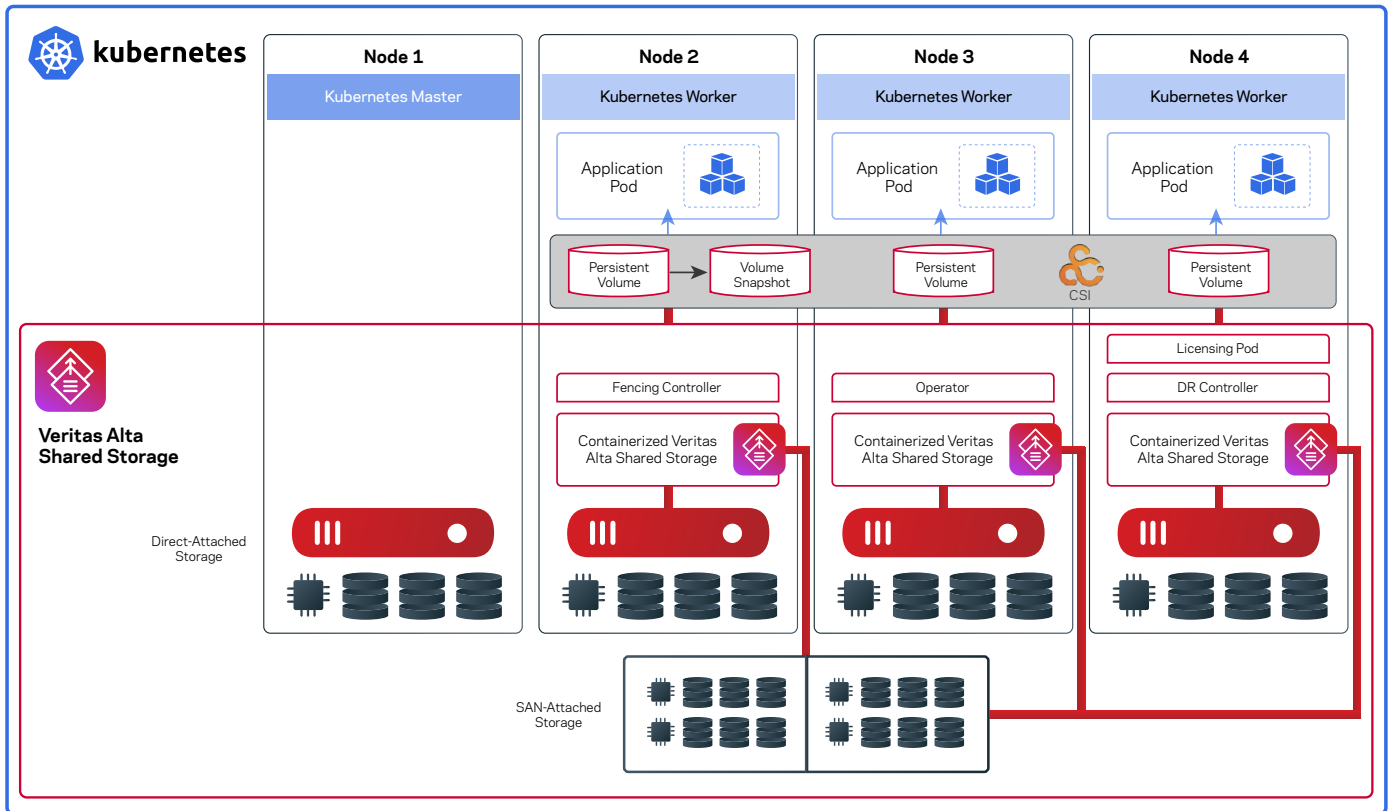 kubernetes
Node 1
Kubernetes Master
Node 2
Kubernetes Worker
Application
Pod
Node 3
Kubernetes Worker
Application
Pod
Node 4
Kubernetes Worker
Application
Pod
Persistent
Volume
Volume
Snapshot
Persistent
Volume
CSI
Persistent
Volume
Veritas Alta
Shared Storage
Fencing Controller
Containerized Veritas
Alta Shared Storage
Operator
Containerized Veritas
Alta Shared Storage
Licensing Pod
DR Controller
Containerized Veritas
Alta Shared Storage
Direct-Attached
Storage
SAN-Attached
Storage